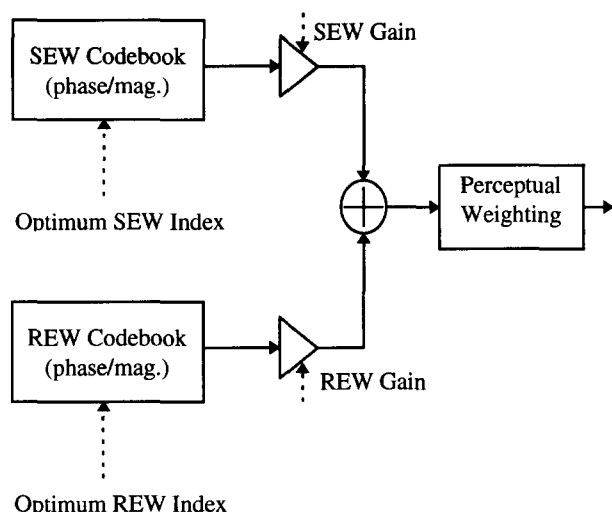 SEW Gain
SEW Codebook
(phase/mag.)
Optimum SEW Index
Perceptual
Weighting
REW Codebook
(phase/mag.)
REW Gain
Optimum REW Index